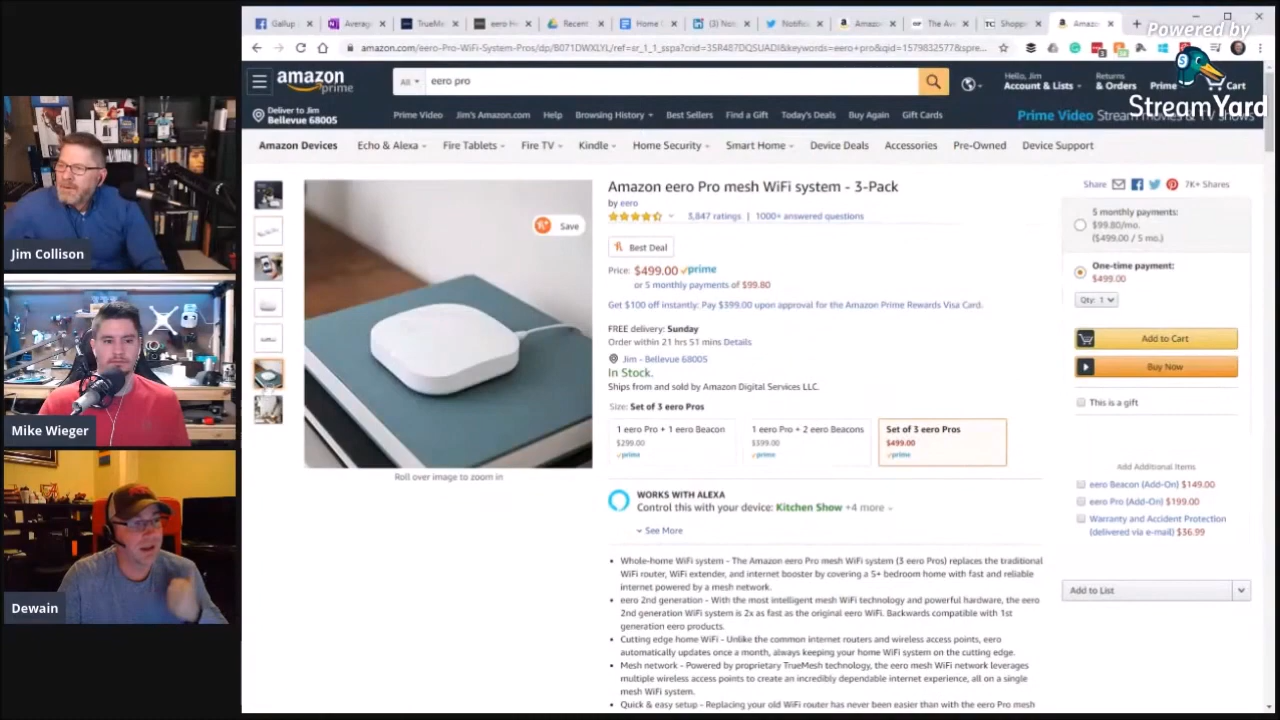 Gallup
Average
TrueMe
eero H
Recent
Home
(3) No
Notific
Amazon
The Av
Shoppi
Amazo
Powered by
StreamYard
amazon.com/eero-Pro-WiFi-System-Pros/dp/B071DWXLYL/ref=sr_1_1_sspa?
amazon
prime
All
eero pro
Hello, Jim
Account & Lists
Returns
& Orders
Prime
Cart
Deliver to Jim
Bellevue 68005
Prime Video
Jim's Amazon.com
Help
Browsing History
Best Sellers
Find a Gift
Today's Deals
Buy Again
Gift Cards
Prime Video
Amazon Devices
Echo & Alexa
Fire Tablets
Fire TV
Kindle
Home Security
Smart Home
Device Deals
Accessories
Pre-Owned
Device Support
Jim Collison
Mike Wieger
Dewain
Save
Roll over image to zoom in
Amazon eero Pro mesh WiFi system - 3-Pack
by eero
3,847 ratings | 1000+ answered questions
Best Deal
Price: $499.00 prime
or 5 monthly payments of $99.80
Get $100 off instantly: Pay $399.00 upon approval for the Amazon Prime Rewards Visa Card.
FREE delivery: Sunday
Order within 21 hrs 51 mins Details
Jim - Bellevue 68005
In Stock.
Ships from and sold by Amazon Digital Services LLC.
Size: Set of 3 eero Pros
1 eero Pro + 1 eero Beacon
$299.00
prime
1 eero Pro + 2 eero Beacons
$399.00
prime
Set of 3 eero Pros
$499.00
prime
WORKS WITH ALEXA
Control this with your device: Kitchen Show +4 more
See More
• Whole-home WiFi system - The Amazon eero Pro mesh WiFi system (3 eero Pros) replaces the traditional
WiFi router, WiFi extender, and internet booster by covering a 5+ bedroom home with fast and reliable
internet powered by a mesh network.
• eero 2nd generation - With the most intelligent mesh WiFi technology and powerful hardware, the eero
2nd generation WiFi system is 2x as fast as the original eero WiFi. Backwards compatible with 1st
generation eero products.
• Cutting edge home WiFi - Unlike the common internet routers and wireless access points, eero
automatically updates once a month, always keeping your home WiFi system on the cutting edge.
• Mesh network - Powered by proprietary TrueMesh technology, the eero mesh WiFi network leverages
multiple wireless access points to create an incredibly dependable internet experience, all on a single
mesh WiFi system.
• Quick & easy setup - Replacing your old WiFi router has never been easier than with the eero Pro mesh
Share
7K+ Shares
5 monthly payments:
$99.80/mo.
($499.00 / 5 mo.)
One-time payment:
$499.00
Qty: 1
Add to Cart
Buy Now
This is a gift
Add Additional Items
eero Beacon (Add-On) $149.00
eero Pro (Add-On) $199.00
Warranty and Accident Protection
(delivered via e-mail) $36.99
Add to List